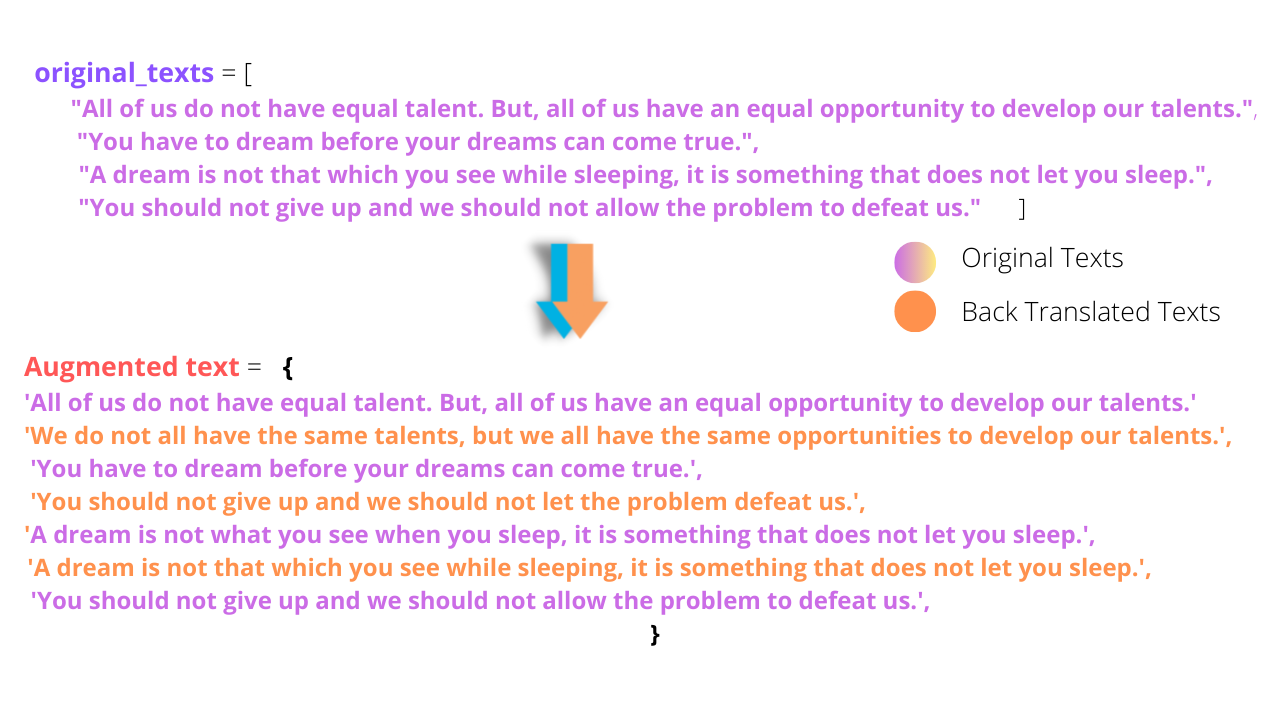 original_texts = [
"All of us do not have equal talent. But, all of us have an equal opportunity to develop our talents.",
"You have to dream before your dreams can come true.",
"A dream is not that which you see while sleeping, it is something that does not let you sleep.",
"You should not give up and we should not allow the problem to defeat us." ]
Original Texts
Back Translated Texts
Augmented text = {
'All of us do not have equal talent. But, all of us have an equal opportunity to develop our talents.'
'We do not all have the same talents, but we all have the same opportunities to develop our talents.',
'You have to dream before your dreams can come true.',
'You should not give up and we should not let the problem defeat us.',
'A dream is not what you see when you sleep, it is something that does not let you sleep.',
'A dream is not that which you see while sleeping, it is something that does not let you sleep.',
'You should not give up and we should not allow the problem to defeat us.',
}